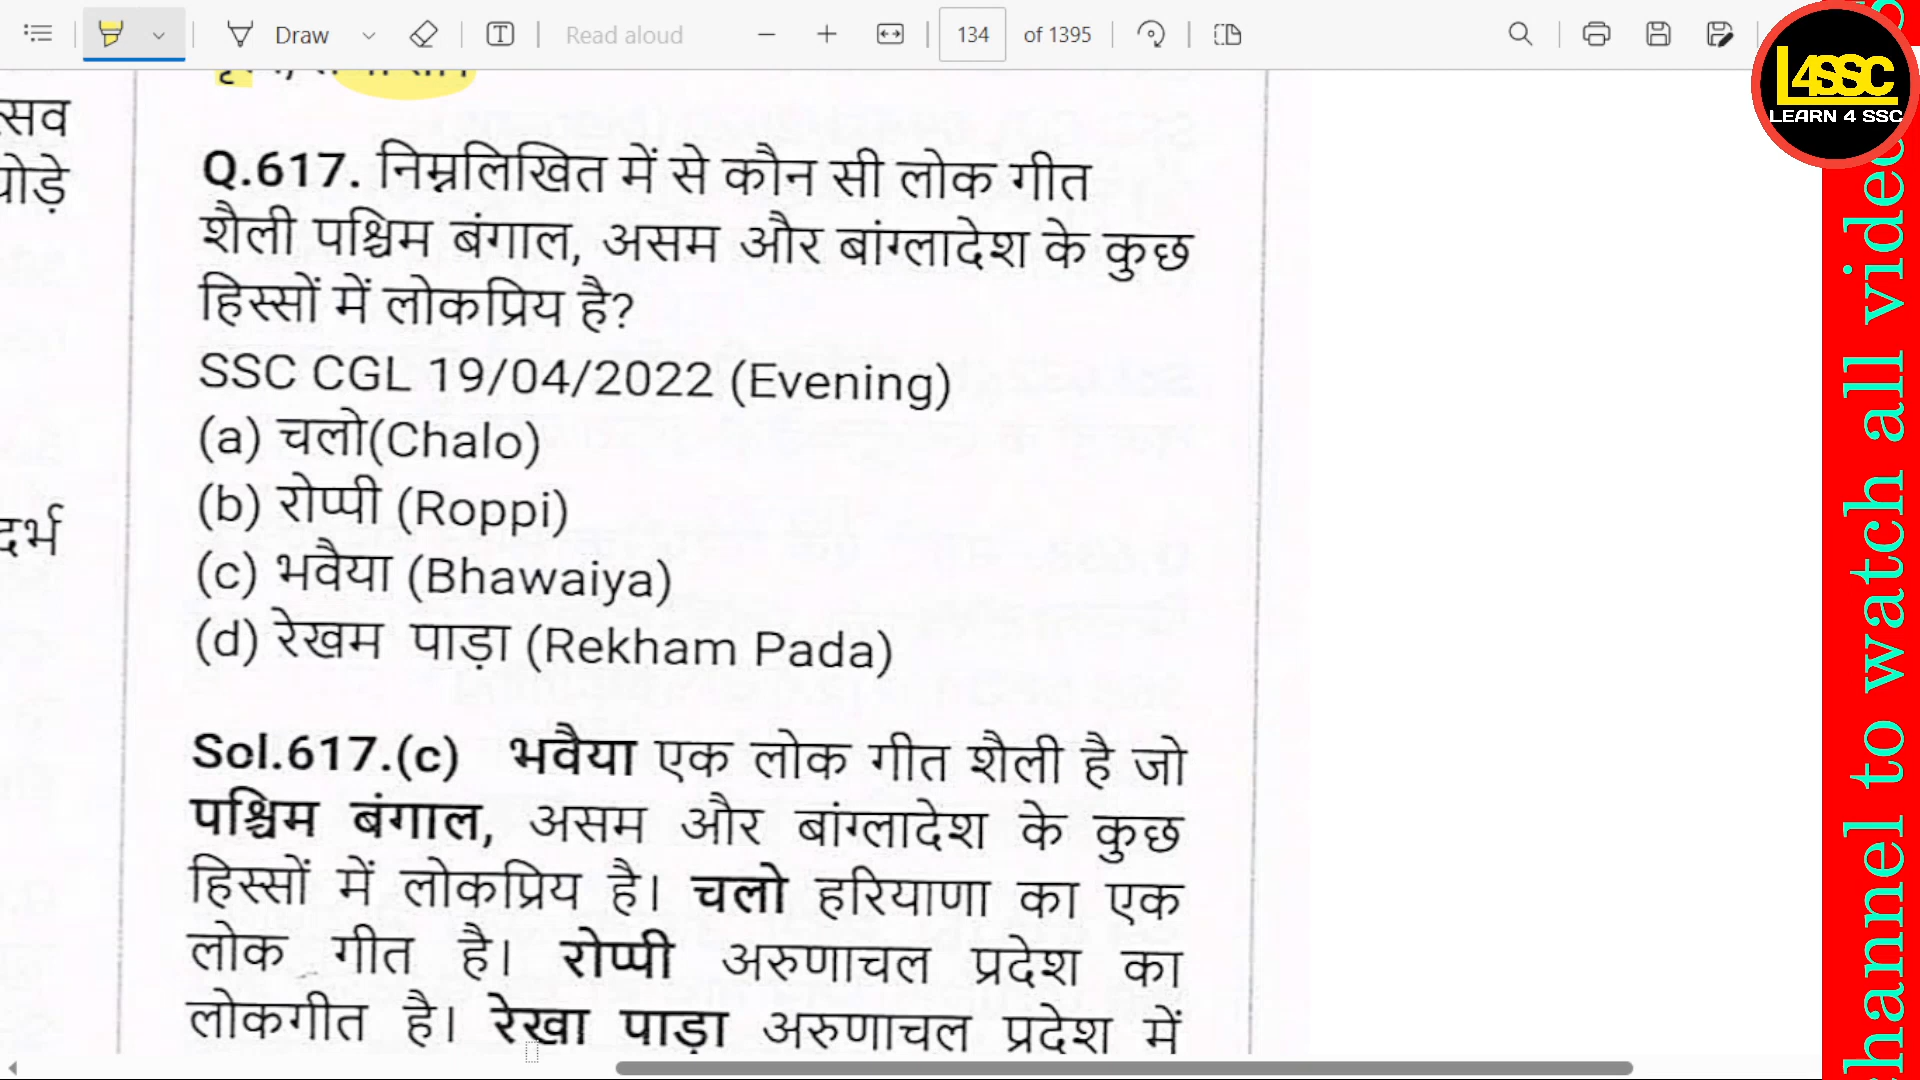 Draw
Read aloud
134
of 1395
L4SSC
LEARN 4 SSC
त्सव
दर्भ
Q.617. निम्नलिखित में से कौन सी लोक गीत
शैली पश्चिम बंगाल, असम और बांग्लादेश के कुछ
हिस्सों में लोकप्रिय है?
SSC CGL 19/04/2022 (Evening)
(a) चलो(Chalo)
(b) रोप्पी (Roppi)
(c) भवैया (Bhawaiya)
(d) रेखम पाड़ा (Rekham Pada)
Sol.617.(c) भवैया एक लोक गीत शैली है जो
पश्चिम बंगाल, असम और बांग्लादेश के कुछ
हिस्सों में लोकप्रिय है। चलो हरियाणा का एक
लोक गीत है। रोप्पी अरुणाचल प्रदेश का
लोकगीत है। रेखा पाड़ा अरुणाचल प्रदेश में
hannel to watch all video